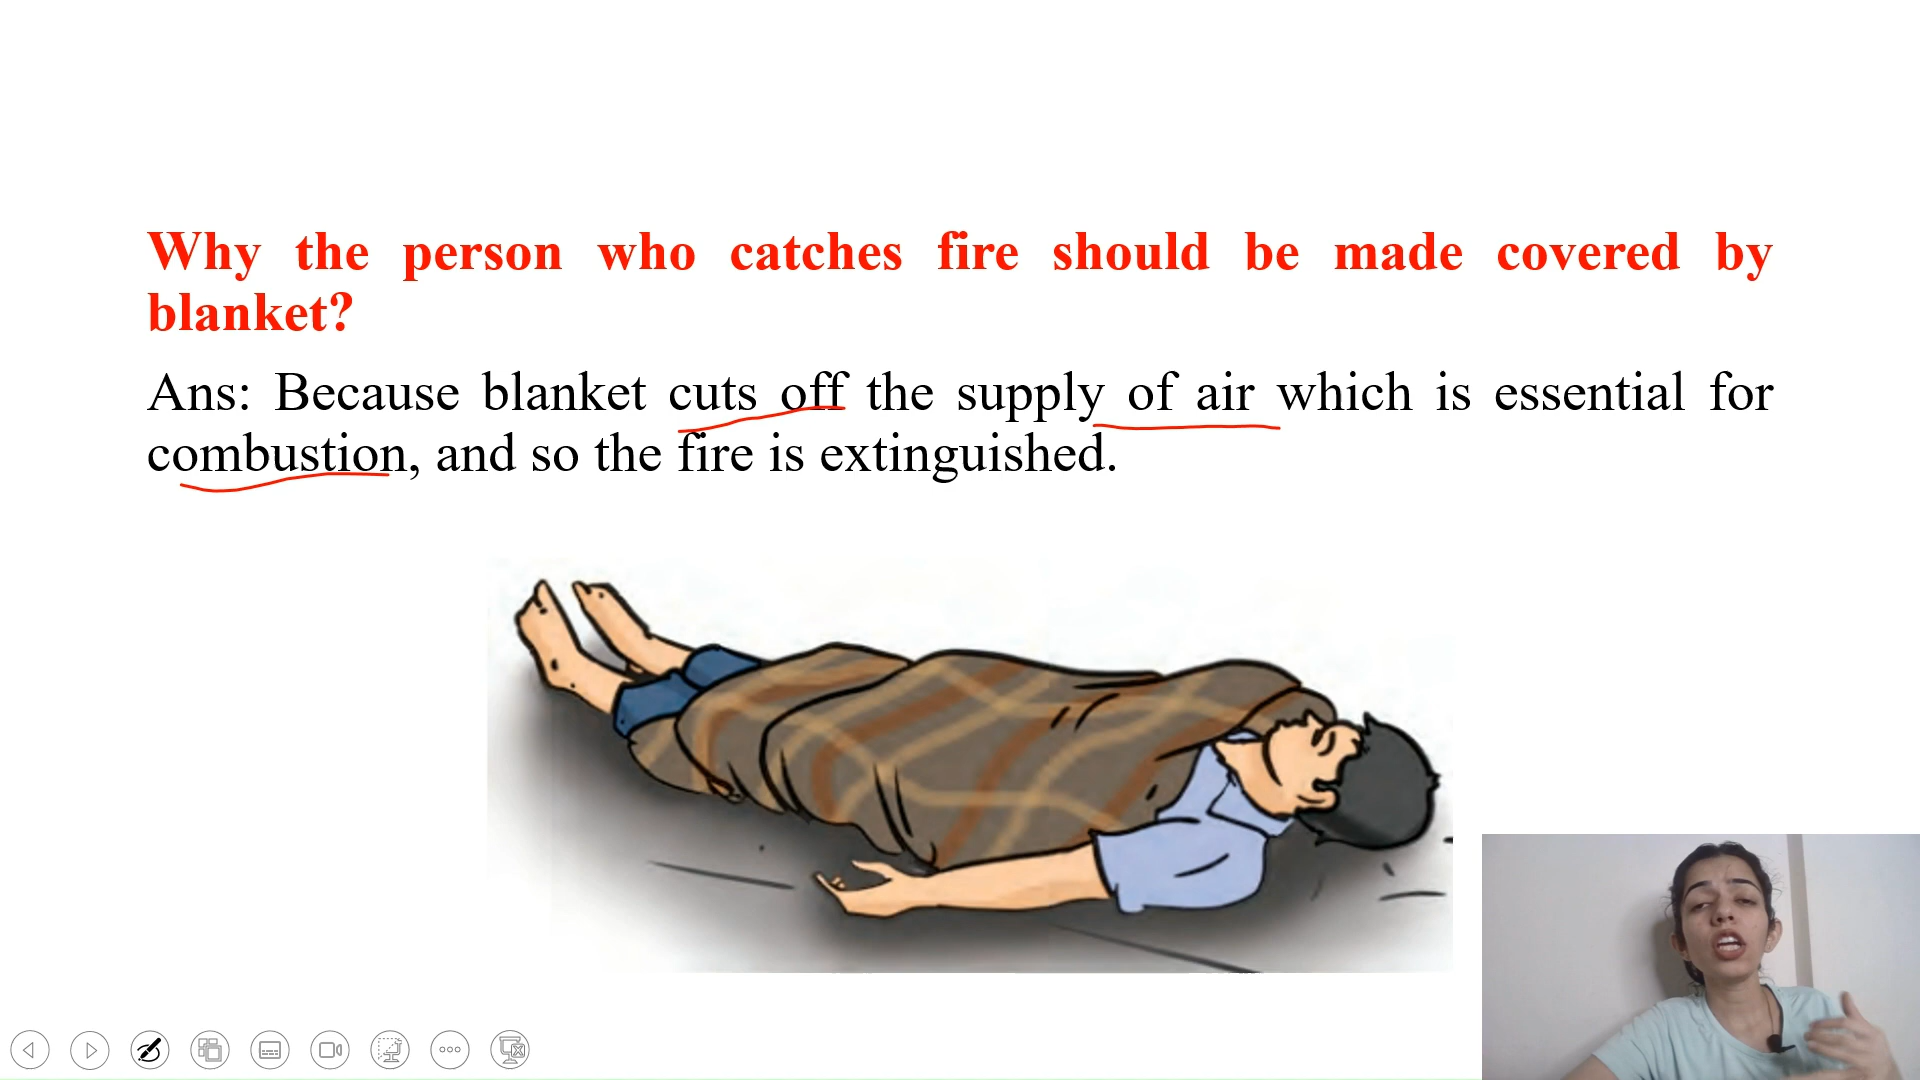 Why the person who catches fire should be made covered by
blanket?
Ans: Because blanket cuts off the supply of air which is essential for
combustion, and so the fire is extinguished.